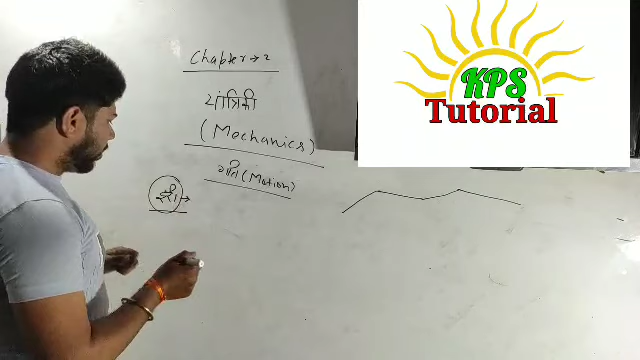 Chapter → 2
यांत्रिकी
(Mechanics)
गति (Motion)
KPS
Tutorial